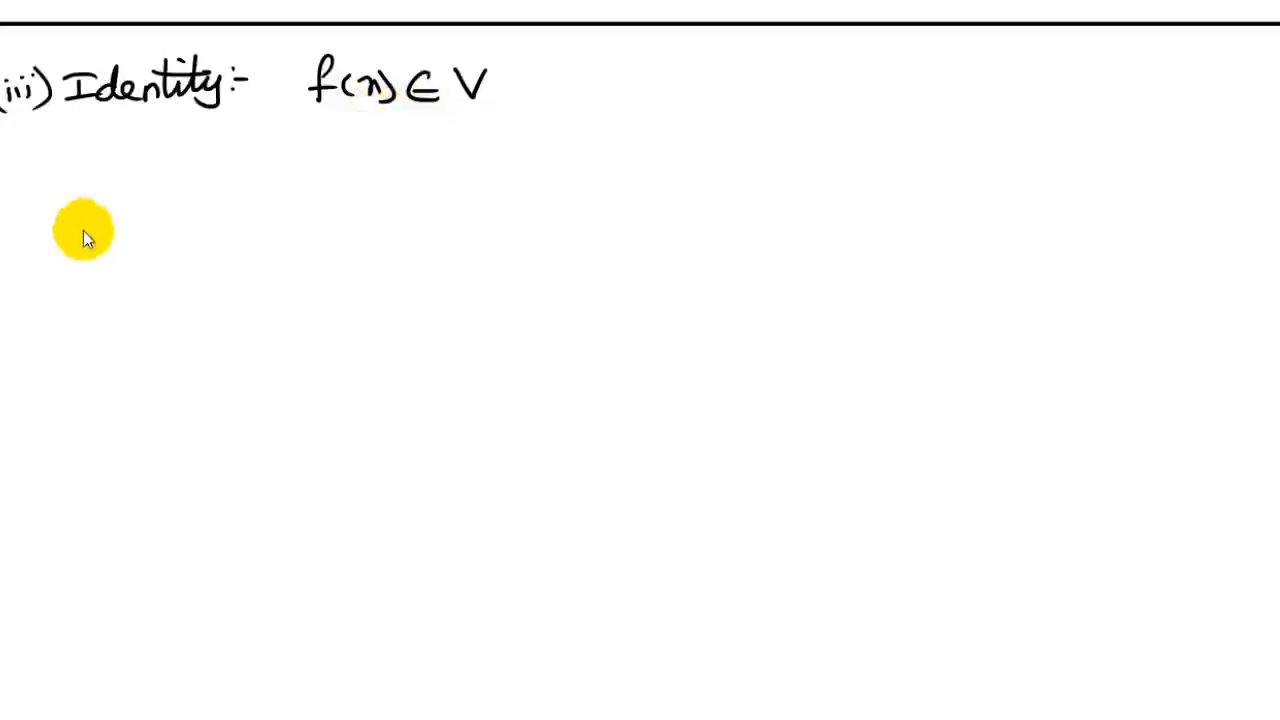 (iii) Identity:- f(x) ∈ V